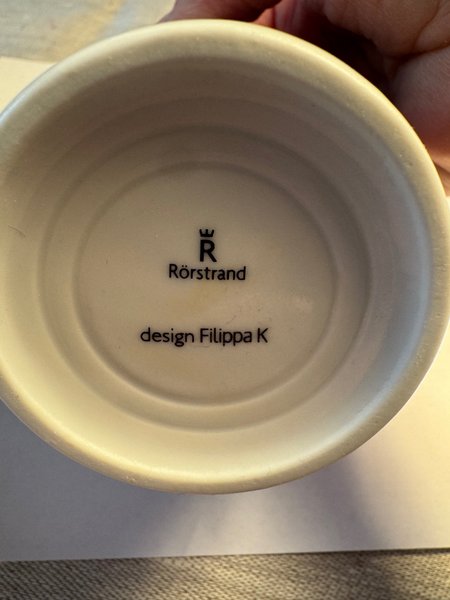 R
Rörstrand
design Filippa K